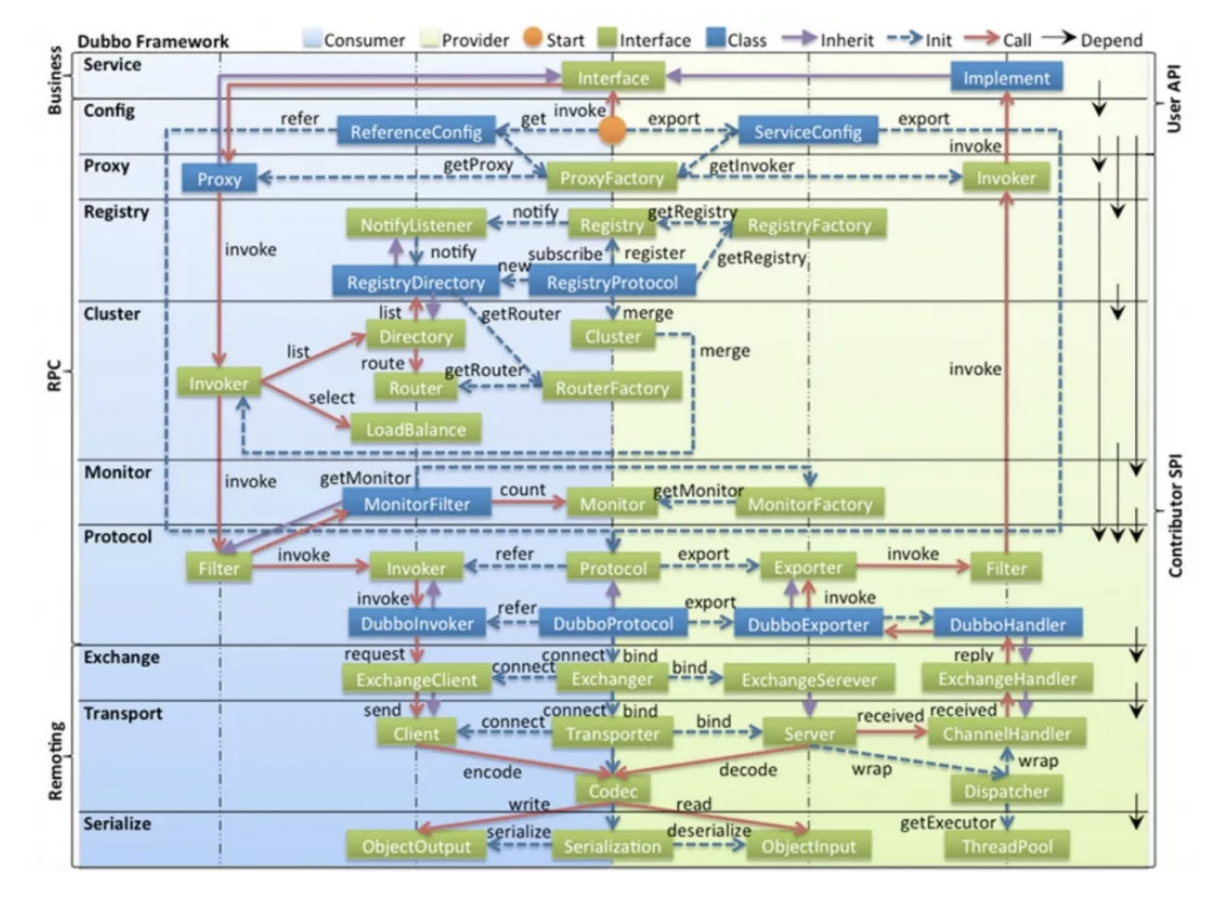 Dubbo Framework
Consumer Provider Start Interface Class Inherit Init Call Depend
Business
User API
Service
Interface
Implement
Config
refer
ReferenceConfig
get
invoke
export
ServiceConfig
export
invoke
Proxy
Proxy
getProxy
ProxyFactory
getInvoker
Invoker
Registry
NotifyListener
notify
Registry
getRegistry
RegistryFactory
invoke
notify
subscribe
register
getRegistry
new
RegistryDirectory
RegistryProtocol
RPC
Cluster
list
getRouter
merge
Directory
Cluster
merge
list
route
getRouter
invoke
Invoker
Router
RouterFactory
select
LoadBalance
Contributor SPI
Monitor
invoke
getMonitor
MonitorFilter
count
Monitor
getMonitor
MonitorFactory
Protocol
Filter
invoke
Invoker
refer
Protocol
export
Exporter
invoke
Filter
invoke
refer
export
invoke
DubboInvoker
DubboProtocol
DubboExporter
DubboHandler
Remoting
Exchange
request
connect
bind
reply
ExchangeClient
connect
Exchanger
bind
ExchangeSerever
ExchangeHandler
Transport
send
connect
bind
received
received
Client
connect
Transporter
bind
Server
ChannelHandler
encode
decode
wrap
wrap
Codec
Dispatcher
write
read
Serialize
serialize
deserialize
getExecutor
ObjectOutput
Serialization
ObjectInput
ThreadPool